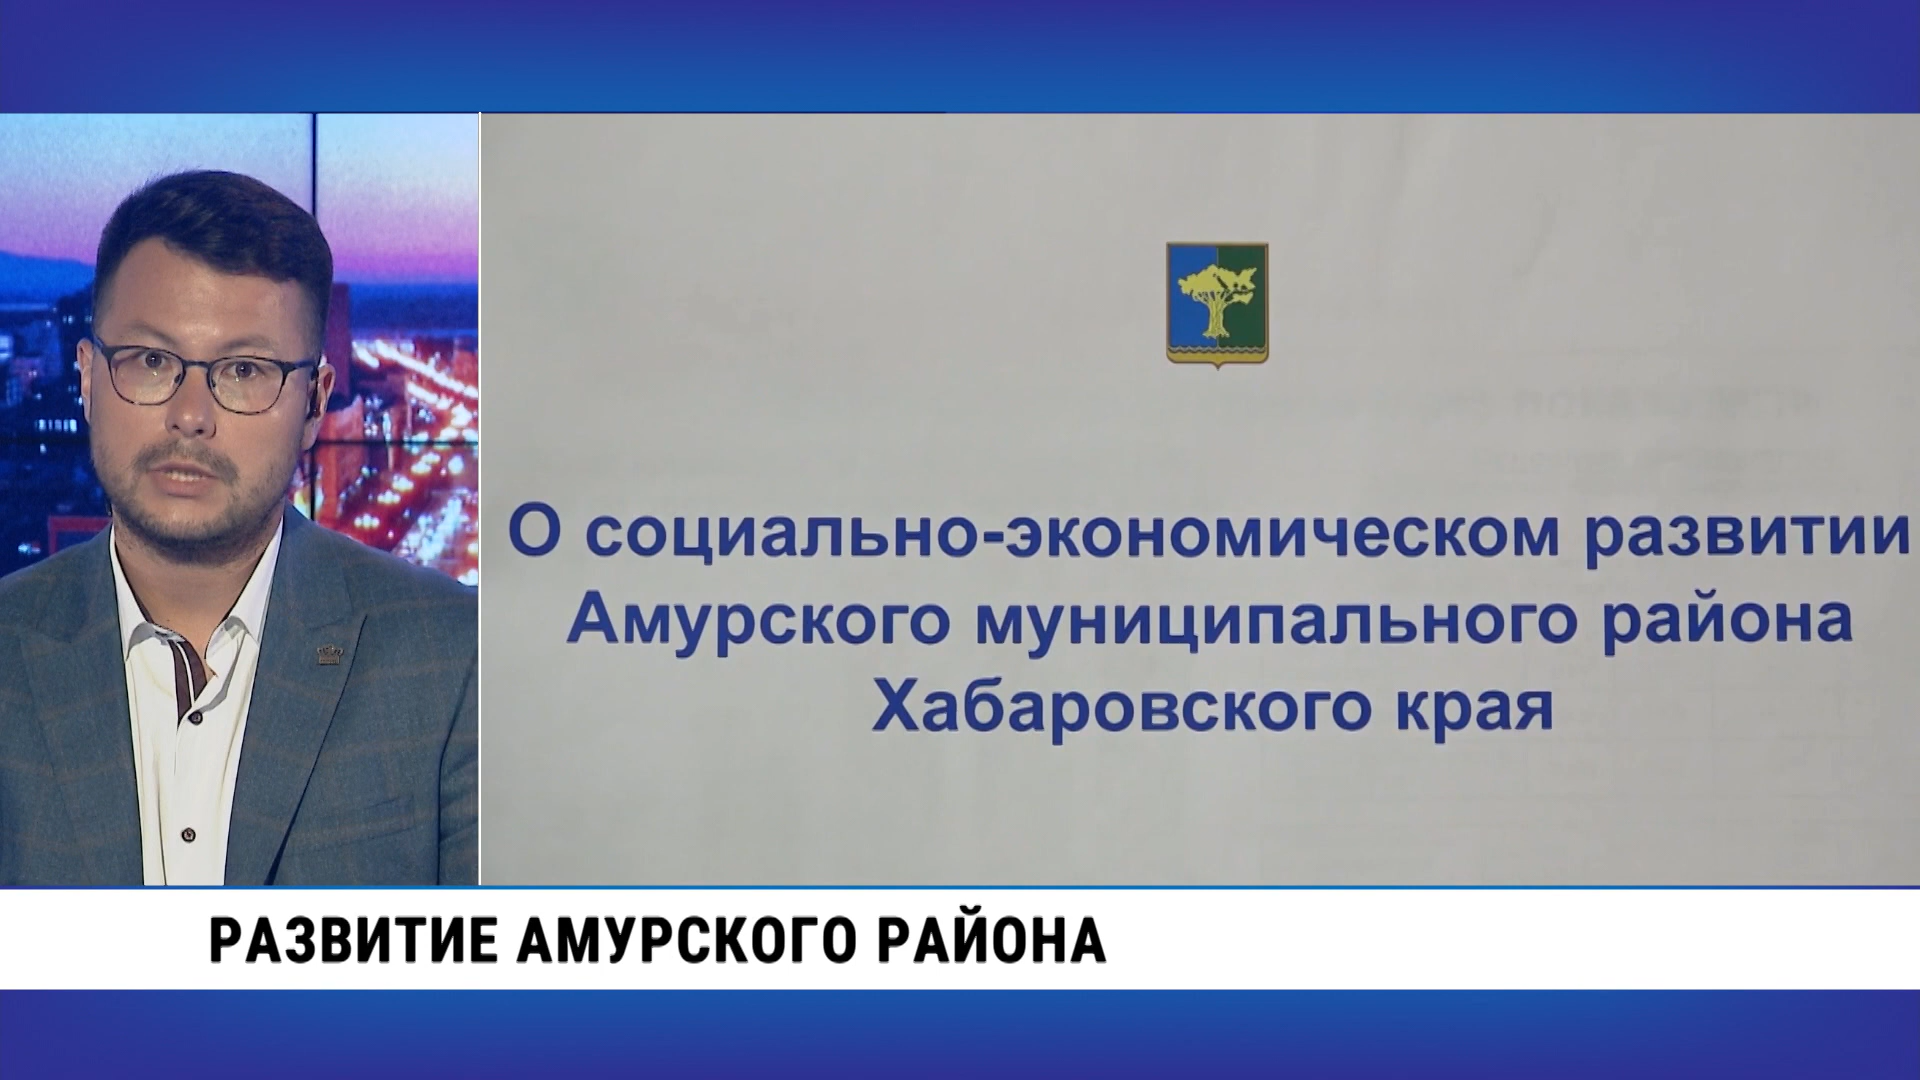 О социально-экономическом развитии
Амурского муниципального района
Хабаровского края
РАЗВИТИЕ АМУРСКОГО РАЙОНА